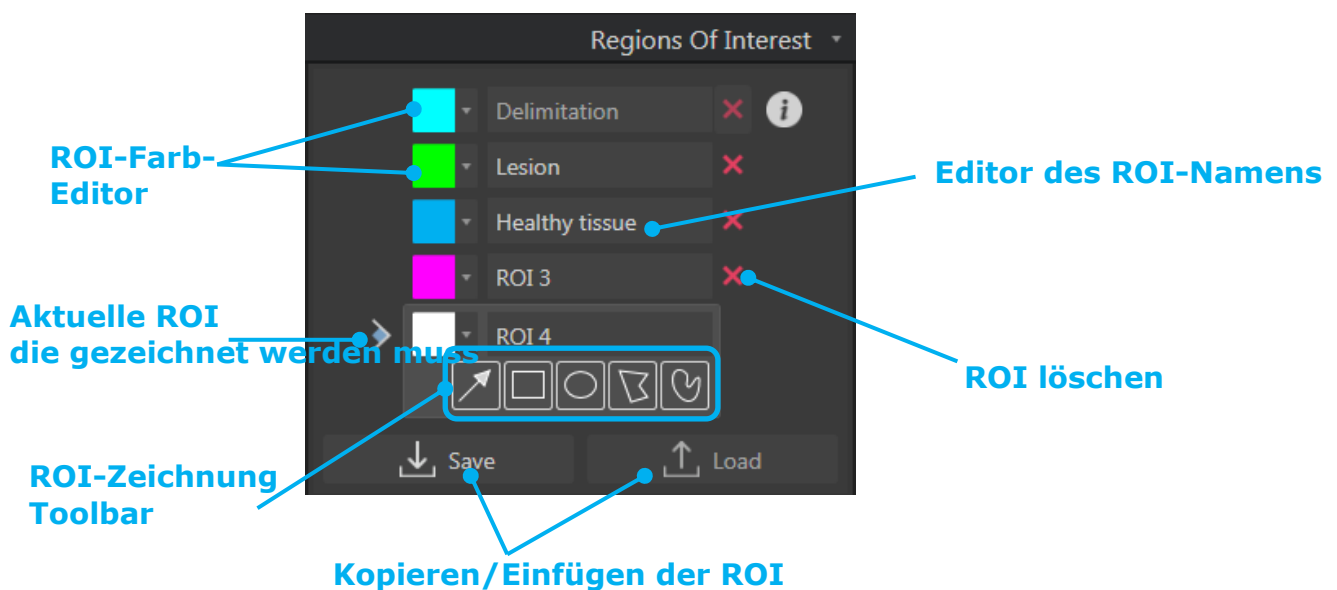 Regions Of Interest
Delimitation
ROI-Farb-
Editor
Lesion
Editor des ROI-Namens
Healthy tissue
ROI 3
Aktuelle ROI
die gezeichnet werden muss
ROI 4
ROI löschen
ROI-Zeichnung
Toolbar
Save
Load
Kopieren/Einfügen der ROI